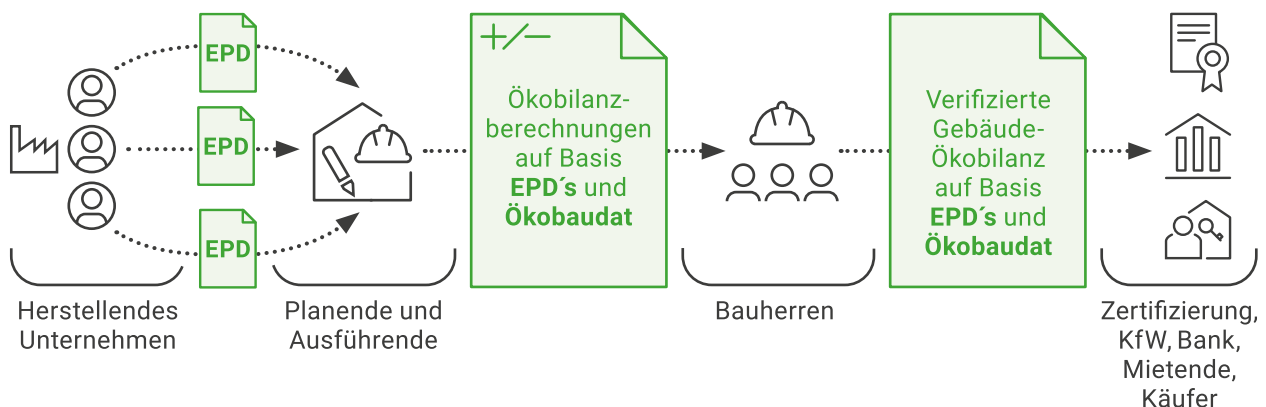 EPD
EPD
EPD
+/−
Ökobilanz-
berechnungen
auf Basis
EPD´s und
Ökobaudat
Verifizierte
Gebäude-
Ökobilanz
auf Basis
EPD´s und
Ökobaudat
Herstellendes
Unternehmen
Planende und
Ausführende
Bauherren
Zertifizierung,
KfW, Bank,
Mietende,
Käufer